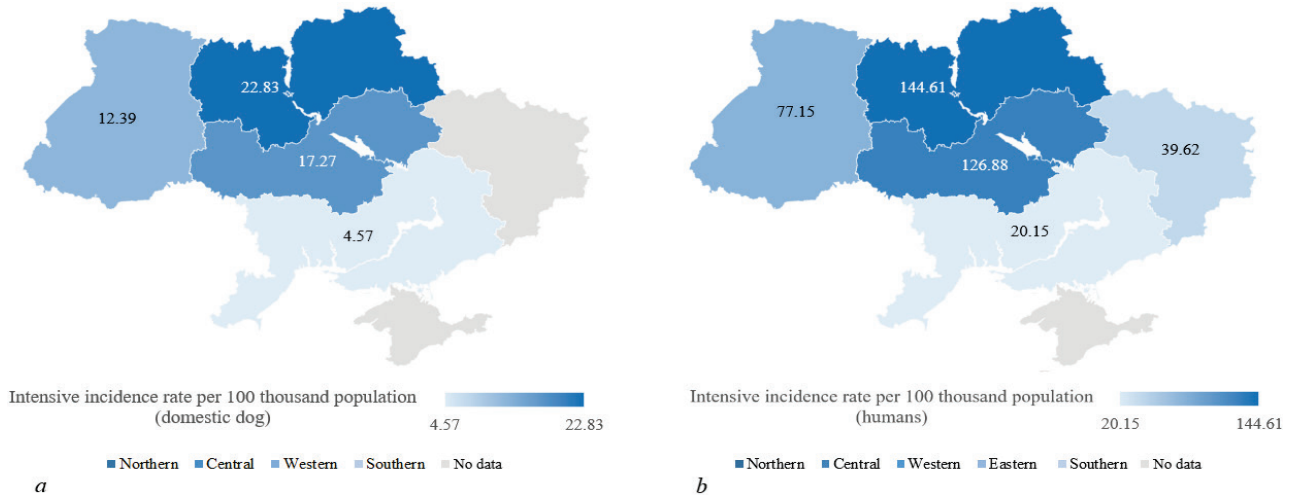 22.83
12.39
17.27
4.57
Intensive incidence rate per 100 thousand population
(domestic dog)
4.57 22.83
Northern Central Western Southern No data
a
144.61
77.15
39.62
126.88
20.15
Intensive incidence rate per 100 thousand population
(humans)
20.15 144.61
Northern Central Western Eastern Southern No data
b